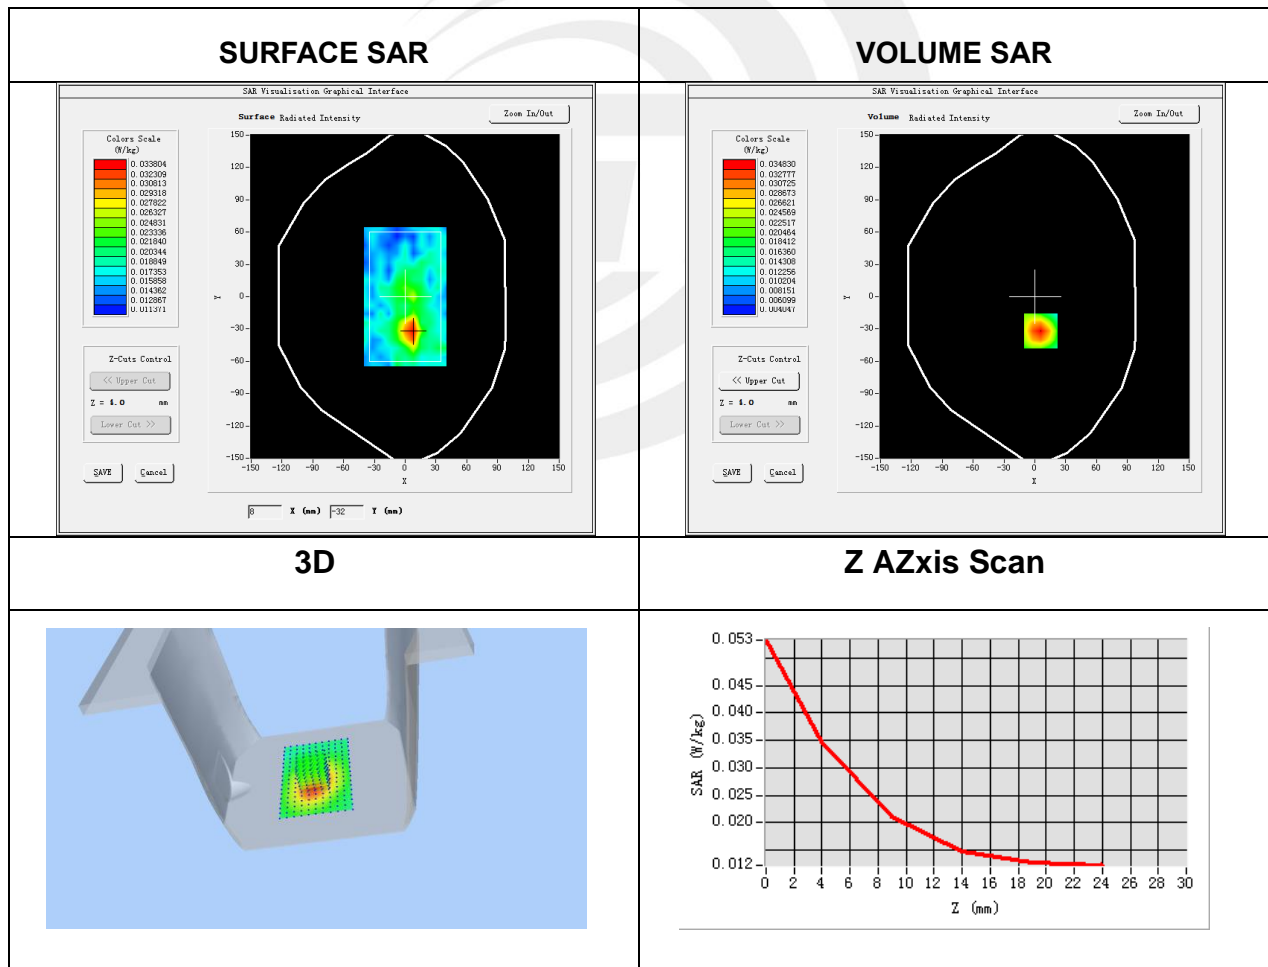 SURFACE SAR
VOLUME SAR
SAR Visualisation Graphical Interface
Surface Radiated Intensity
Zoom In/Out
Colors Scale
(W/kg)
0.033804
0.032309
0.030813
0.029318
0.027822
0.026327
0.024831
0.023336
0.021840
0.020344
0.018849
0.017353
0.015858
0.014362
0.012867
0.011371
150
120
90
60
30
0
-30
-60
-90
-120
-150
Y
-150 -120 -90 -60 -30 0 30 60 90 120 150
X
Z-Cuts Control
<< Upper Cut
Z = 4.0 mm
Lower Cut >>
SAVE Cancel
8 X (mm) -32 Y (mm)
SAR Visualisation Graphical Interface
Volume Radiated Intensity
Zoom In/Out
Colors Scale
(W/kg)
0.034830
0.032777
0.030725
0.028673
0.026621
0.024569
0.022517
0.020464
0.018412
0.016360
0.014308
0.012256
0.010204
0.008151
0.006099
0.004047
150
120
90
60
30
0
-30
-60
-90
-120
-150
Y
-150 -120 -90 -60 -30 0 30 60 90 120 150
X
Z-Cuts Control
<< Upper Cut
Z = 4.0 mm
Lower Cut >>
SAVE Cancel
3D
Z AZxis Scan
0.053
0.045
0.040
0.035
0.030
0.025
0.020
0.012
SAR (W/kg)
0 2 4 6 8 10 12 14 16 18 20 22 24 26 28 30
Z (mm)